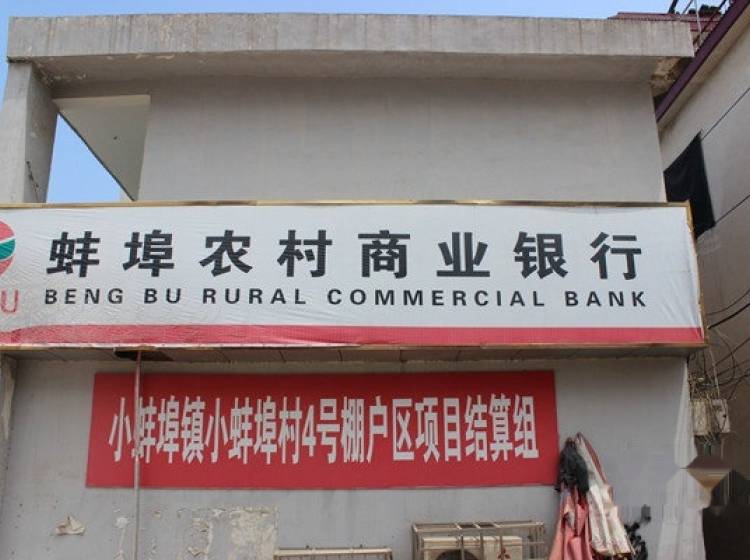 蚌埠农村商业银行
BENG BU RURAL COMMERCIAL BANK
小蚌埠镇小蚌埠村4号棚户区项目结算组